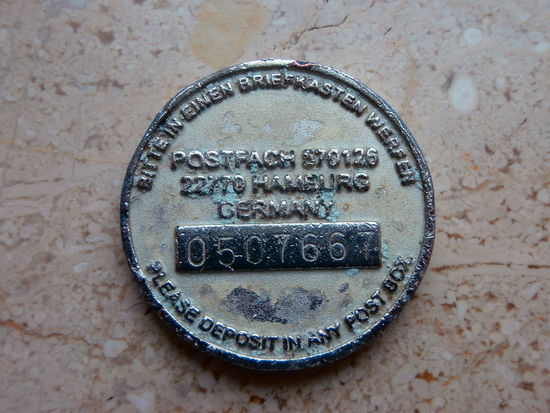 BITTE IN EINEN BRIEFKASTEN WERFEN
POSTFACH 570126
22770 HAMBURG
GERMANY
0507667
PLEASE DEPOSIT IN ANY POST BOX